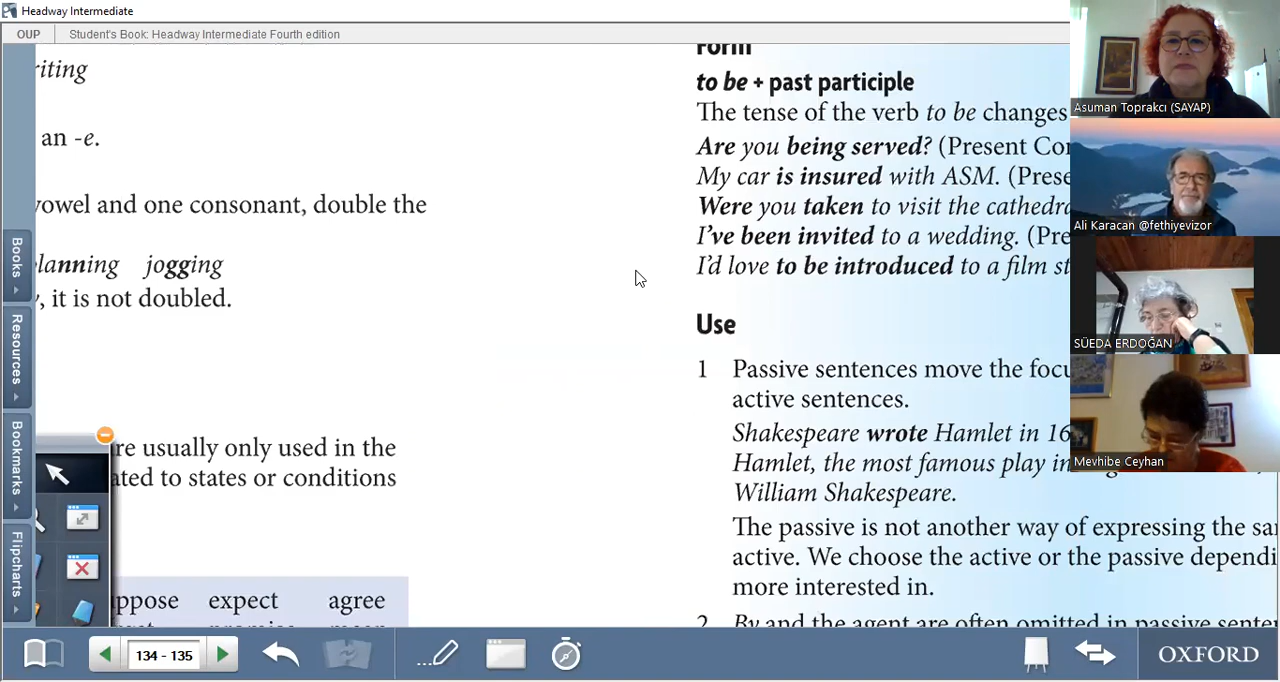 Headway Intermediate
OUP
Student's Book: Headway Intermediate Fourth edition
riting
an -e.
vowel and one consonant, double the
planning jogging
, it is not doubled.
are usually only used in the
ated to states or conditions
ppose expect agree
Form
to be + past participle
The tense of the verb to be changes
Are you being served? (Present Con
My car is insured with ASM. (Prese
Were you taken to visit the cathedra
I've been invited to a wedding. (Pre
I'd love to be introduced to a film st
Use
1 Passive sentences move the focu
active sentences.
Shakespeare wrote Hamlet in 16
Hamlet, the most famous play in
William Shakespeare.
The passive is not another way of expressing the sa
active. We choose the active or the passive dependi
more interested in.
2 By and the agent are often omitted in passive senten
Books
Resources
Bookmarks
Flipcharts
134 - 135
OXFORD
Asuman Toprakcı (SAYAP)
Ali Karacan @fethiyevizor
SÜEDA ERDOĞAN
Mevhibe Ceyhan